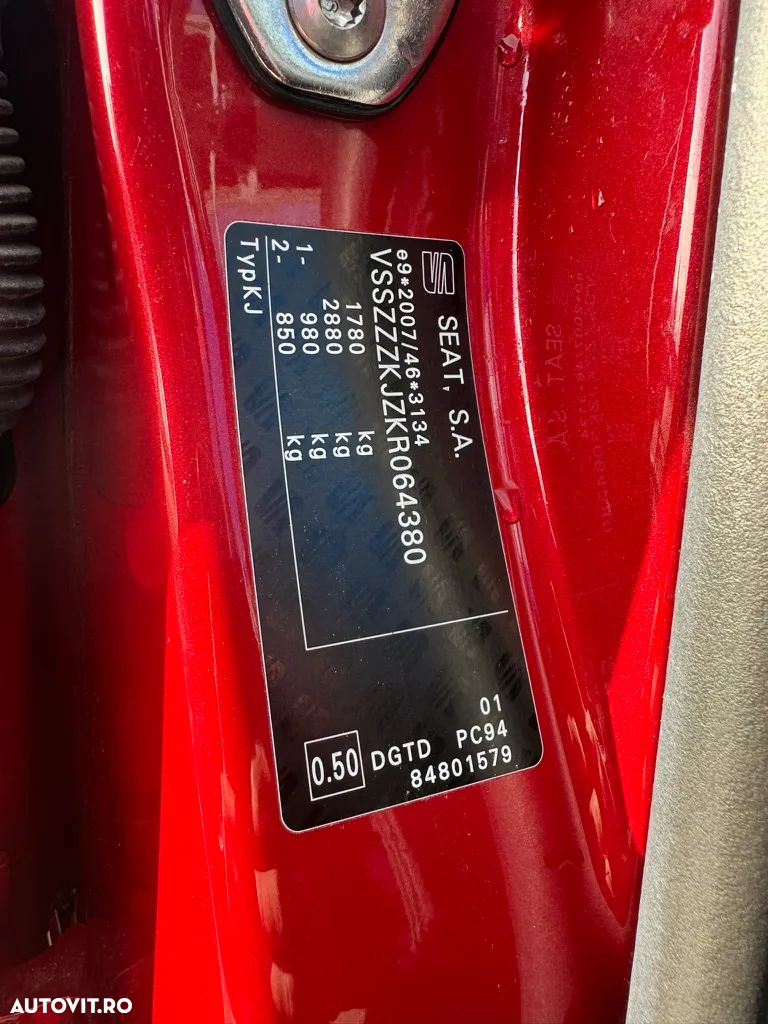 SEAT, S.A.
e9*2007/46*3134
VSSZZZKJZKR064380
1780 kg
2880 kg
1- 980 kg
2- 850 kg
TypKJ
01
0.50 DGTD PC94
84801579
AUTOVIT.RO